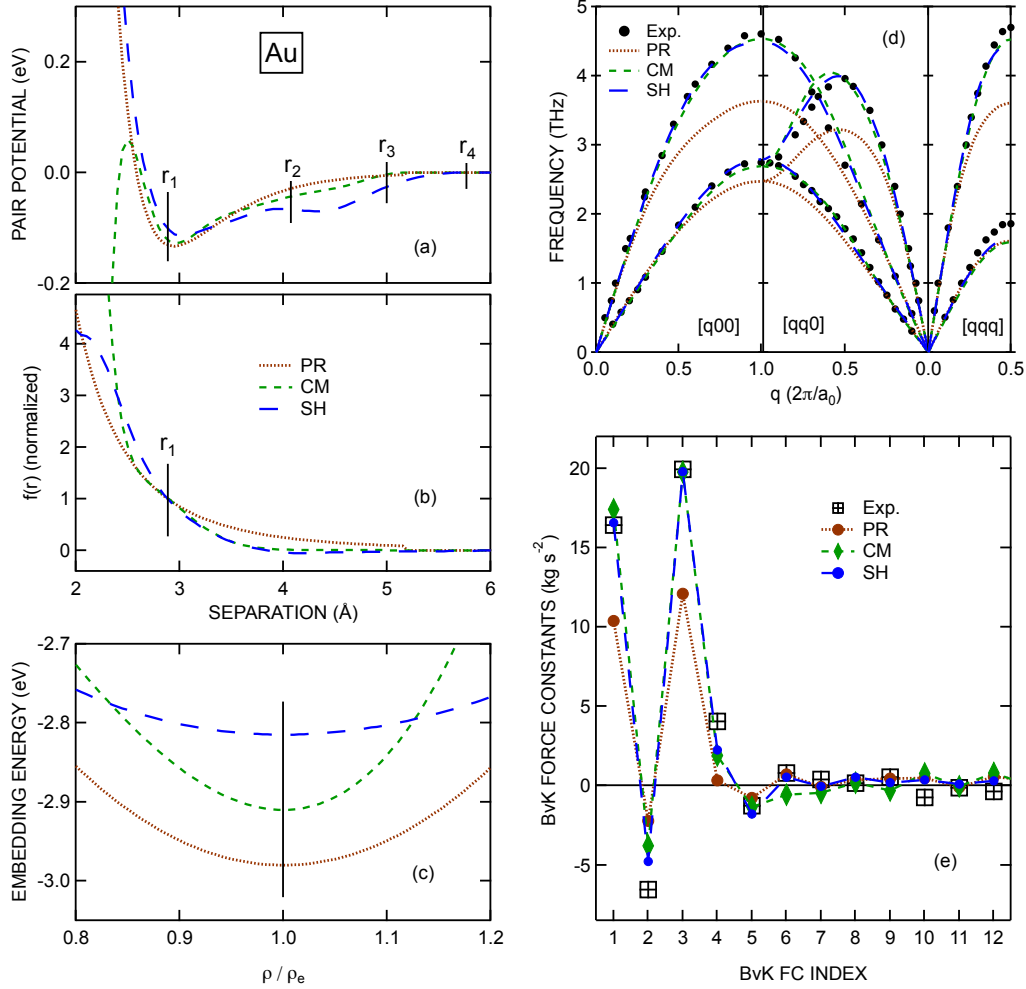 Au
PAIR POTENTIAL (eV)
0.2
0.0
-0.2
r1
r2
r3
r4
(a)
f(r) (normalized)
4
3
2
1
0
PR
CM
SH
r1
(b)
2
3
4
5
6
SEPARATION (Å)
EMBEDDING ENERGY (eV)
-2.7
-2.8
-2.9
-3.0
(c)
0.8
0.9
1.0
1.1
1.2
ρ / ρe
FREQUENCY (THz)
5
4
3
2
1
0
Exp.
PR
CM
SH
(d)
[q00]
[qq0]
[qqq]
0.0
0.5
1.0
0.5
0.0
0.5
q (2π/a0)
BvK FORCE CONSTANTS (kg s-2)
20
15
10
5
0
-5
Exp.
PR
CM
SH
(e)
1 2 3 4 5 6 7 8 9 10 11 12
BvK FC INDEX